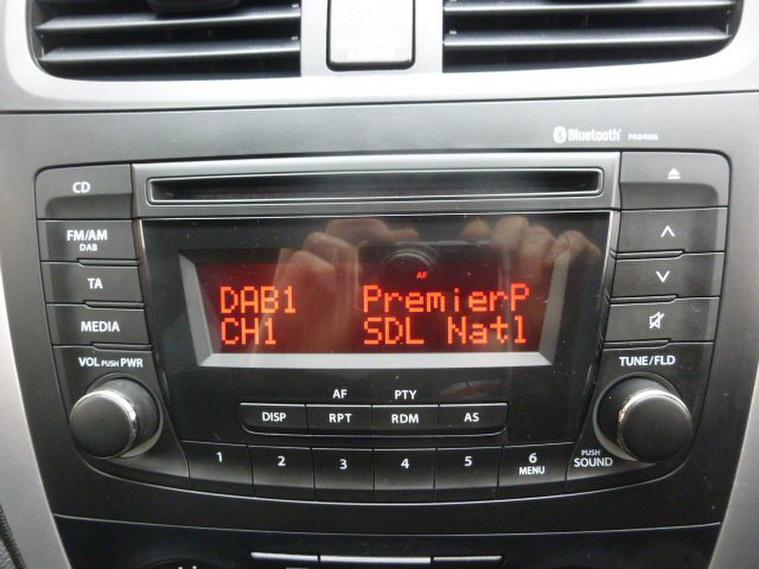 Bluetooth
CD
FM/AM
DAB
TA
MEDIA
VOL PUSH PWR
AF
DAB1 PremierP
CH1 SDL Natl
TUNE/FLD
AF PTY
DISP RPT RDM AS
1 2 3 4 5 6
MENU
PUSH
SOUND